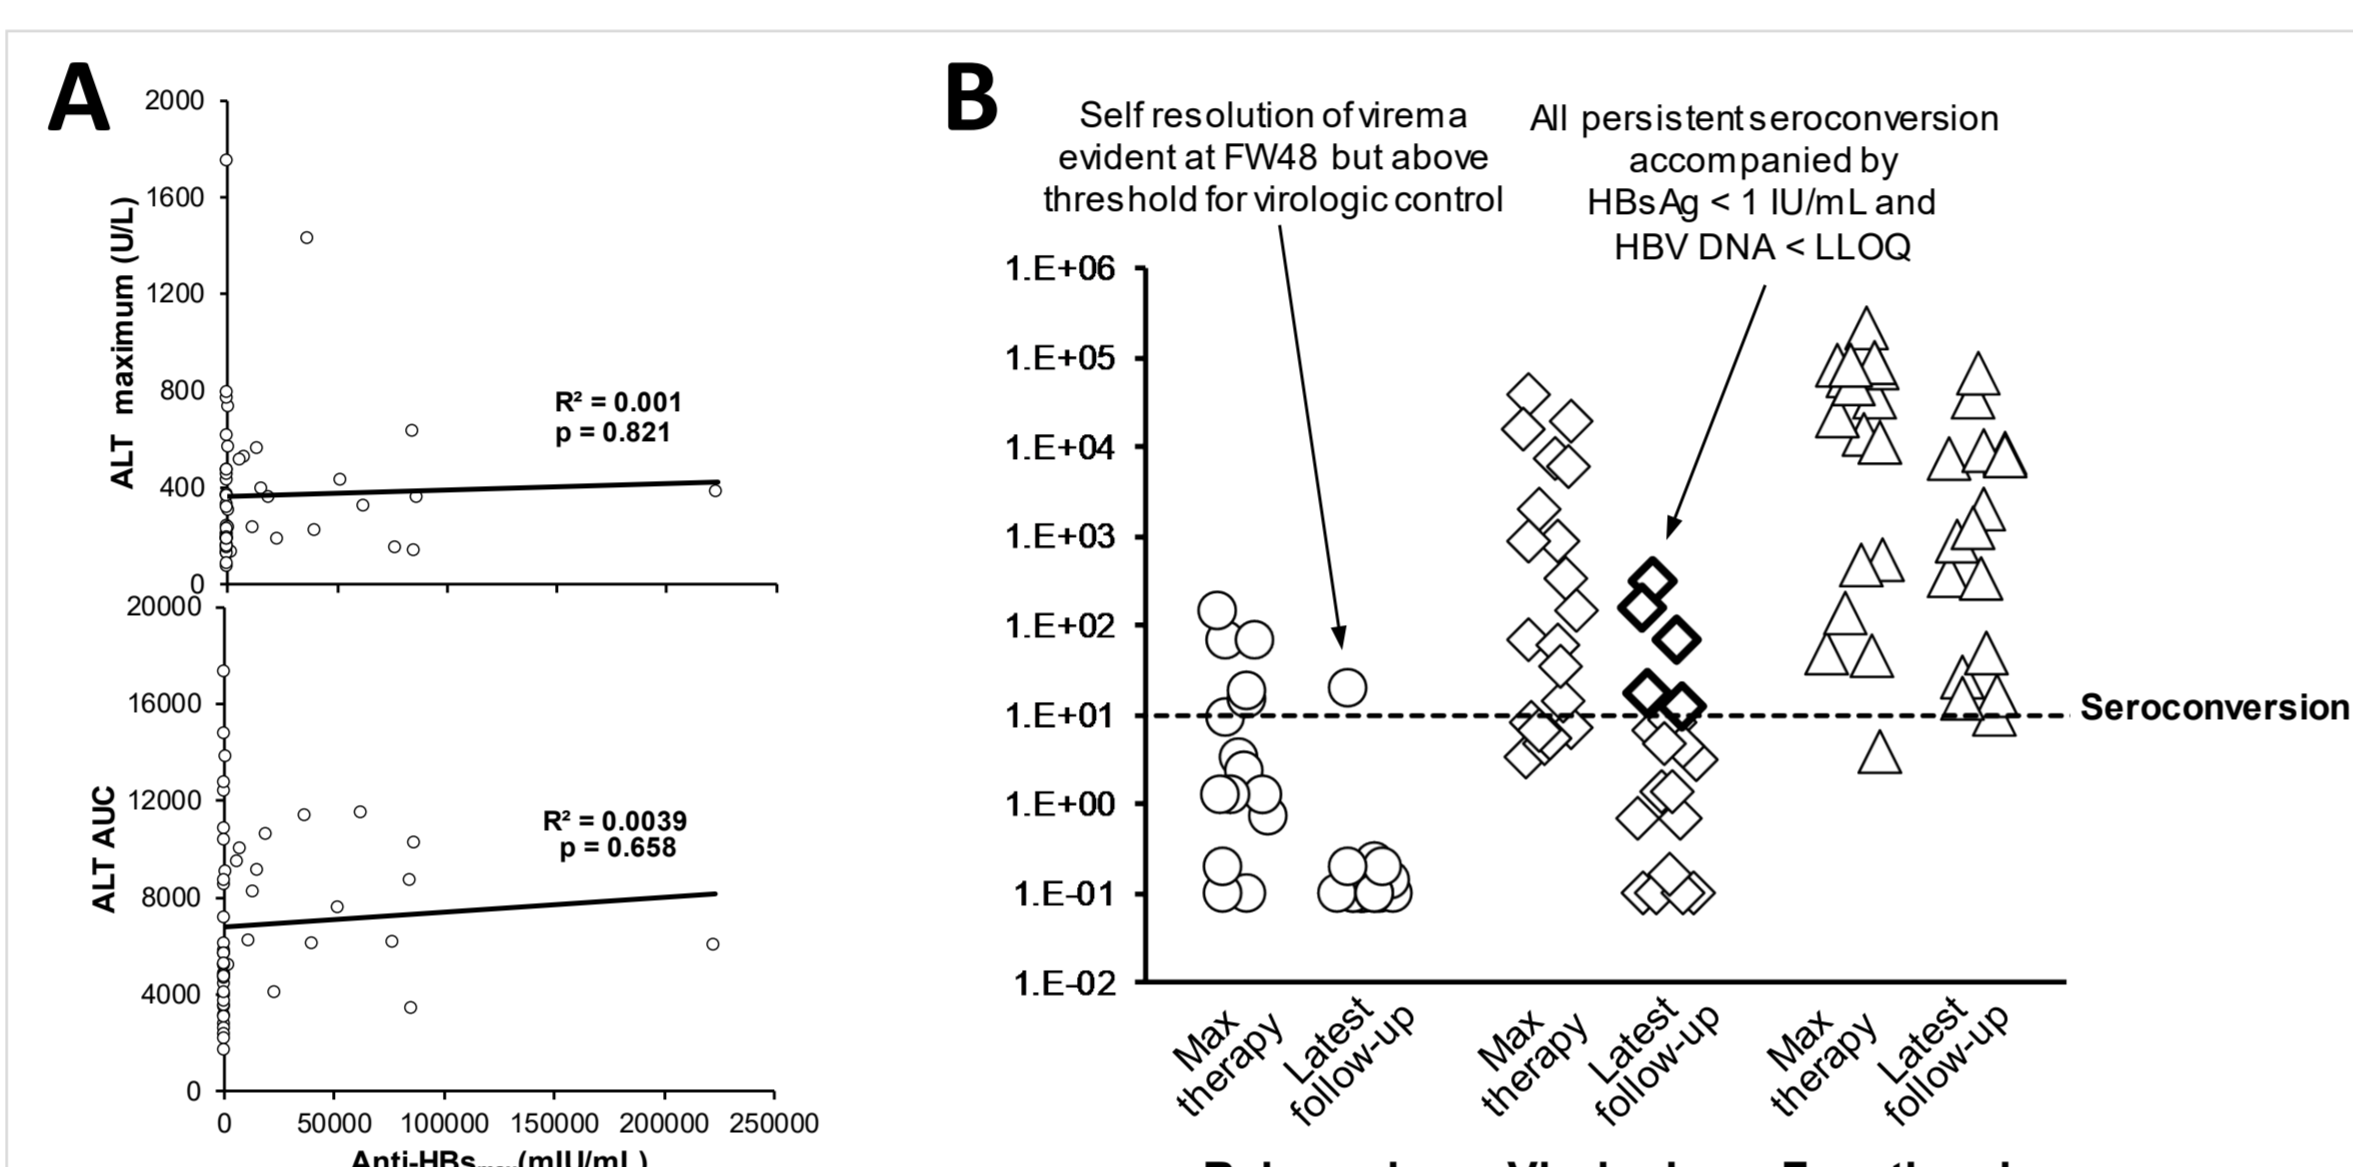 A
2000
1600
1200
800
400
0
ALT maximum (U/L)
R² = 0.001
p = 0.821
20000
16000
12000
8000
4000
0
ALT AUC
R² = 0.0039
p = 0.658
0 50000 100000 150000 200000 250000
Anti-HBsmax(mIU/mL)
B
Self resolution of virema
evident at FW48 but above
threshold for virologic control
All persistent seroconversion
accompanied by
HBsAg < 1 IU/mL and
HBV DNA < LLOQ
1.E+06
1.E+05
1.E+04
1.E+03
1.E+02
1.E+01
1.E+00
1.E-01
1.E-02
Seroconversion
Max
therapy
Latest
follow-up
Max
therapy
Latest
follow-up
Max
therapy
Latest
follow-up